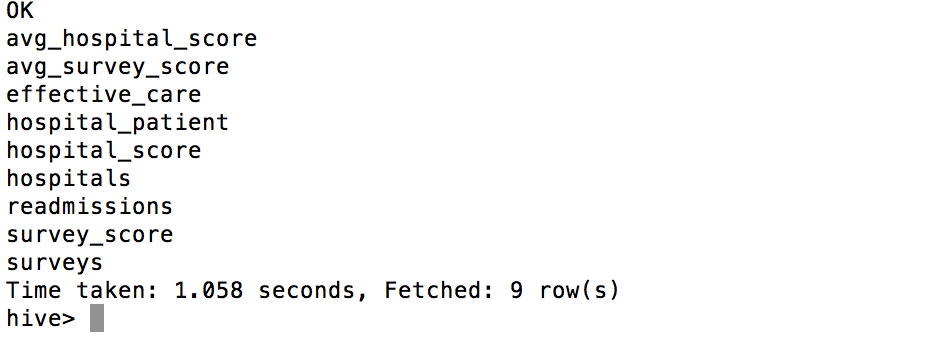 OK
avg_hospital_score
avg_survey_score
effective_care
hospital_patient
hospital_score
hospitals
readmissions
survey_score
surveys
Time taken: 1.058 seconds, Fetched: 9 row(s)
hive>